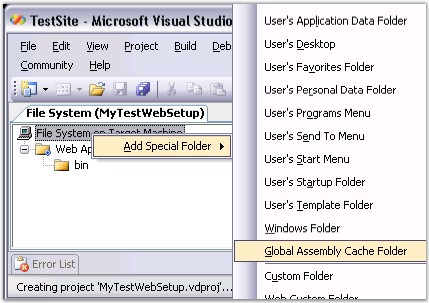 TestSite - Microsoft Visual Studio
File Edit View Project Build Debug
Community Help
File System (MyTestWebSetup)
File System on Target Machine
Web Ap
bin
Add Special Folder
User's Application Data Folder
User's Desktop
User's Favorites Folder
User's Personal Data Folder
User's Programs Menu
User's Send To Menu
User's Start Menu
User's Startup Folder
User's Template Folder
Windows Folder
Global Assembly Cache Folder
Custom Folder
Web Custom Folder
Error List
Creating project 'MyTestWebSetup.vdproj'...